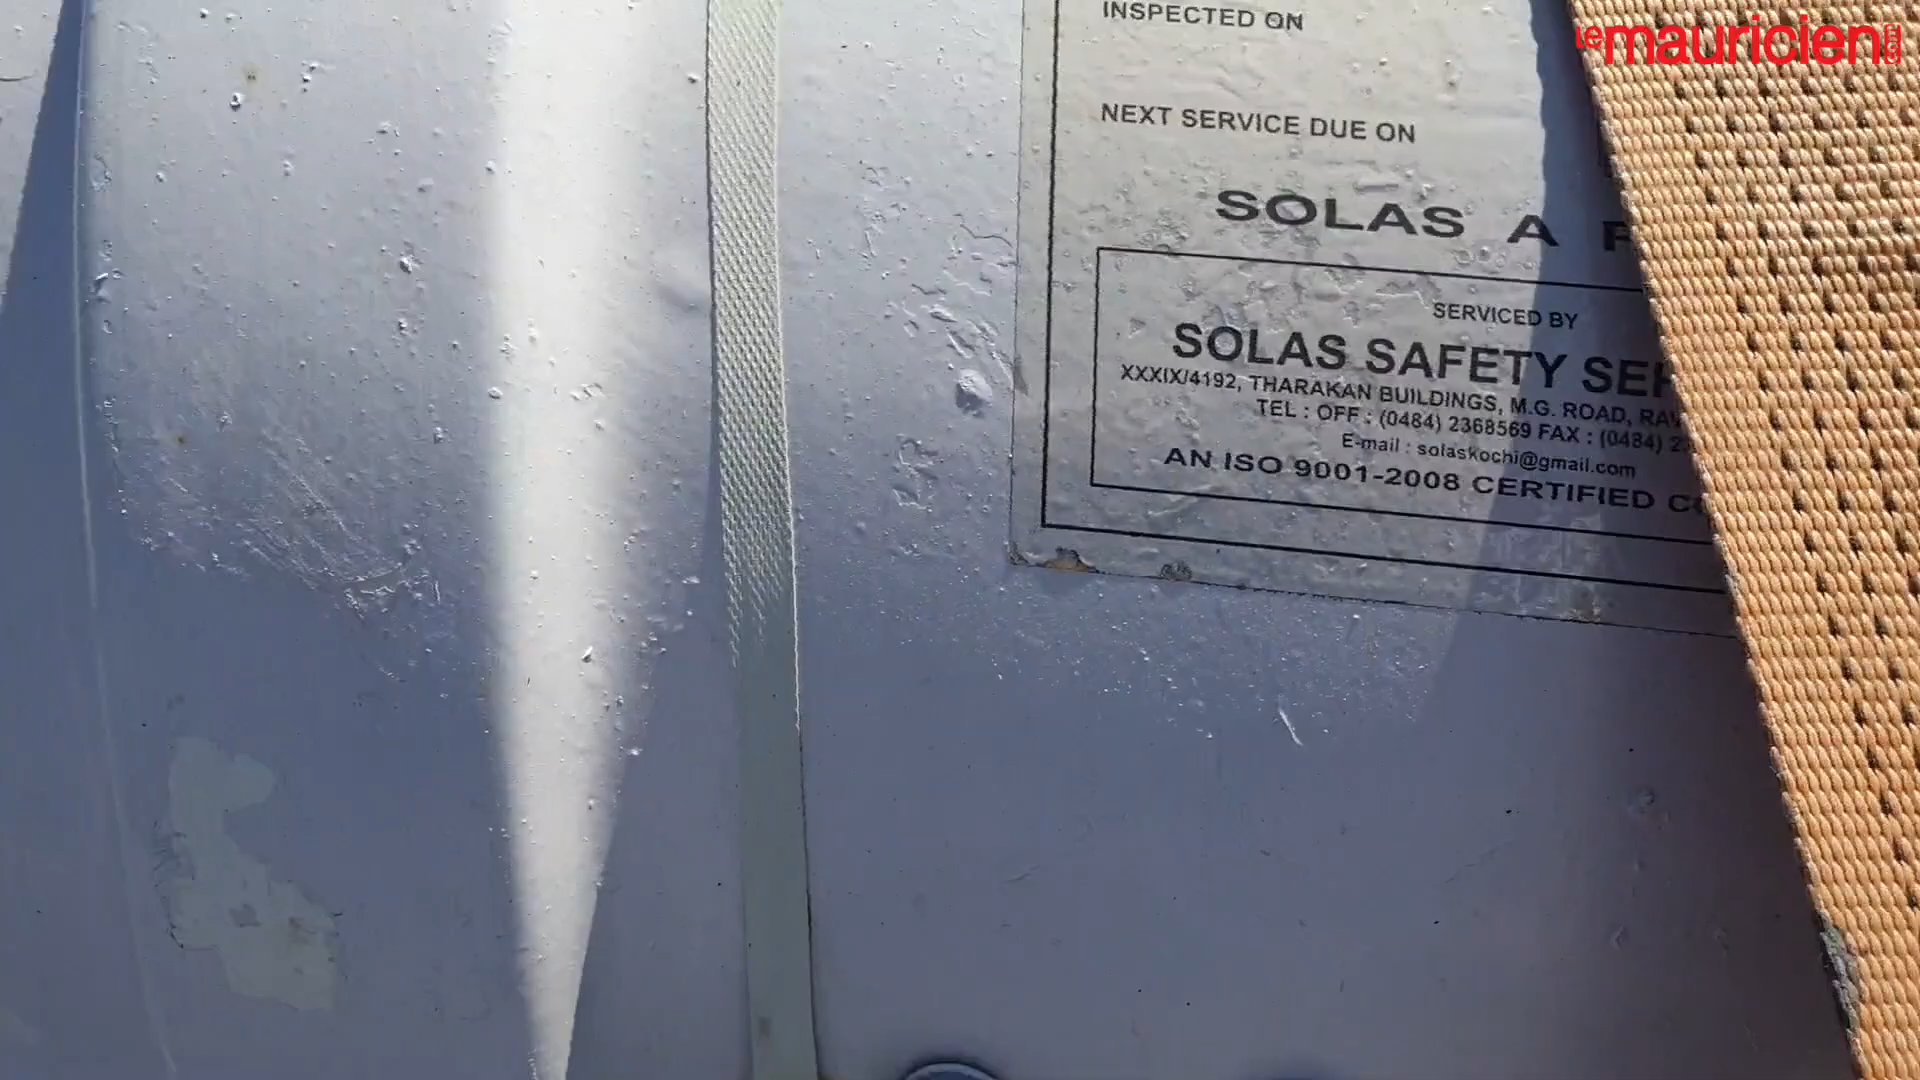 lemauricien.com
INSPECTED ON
NEXT SERVICE DUE ON
SOLAS A
SERVICED BY
SOLAS SAFETY
XXXIX/4192, THARAKAN BUILDINGS, M.G. ROAD,
TEL : OFF : (0484) 2368569 FAX : (0484)
E-mail : solaskochi@gmail.com
AN ISO 9001-2008 CERTIFIED